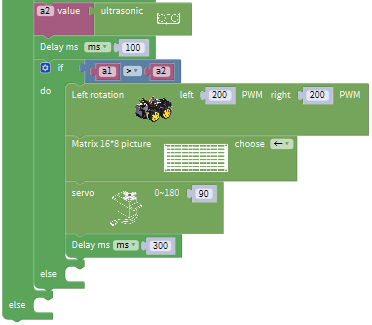 a2 value ultrasonic
Delay ms ms 100
if a1 > a2
do Left rotation left 200 PWM right 200 PWM
Matrix 16*8 picture choose ←
servo 0~180 90
Delay ms ms 300
else
else